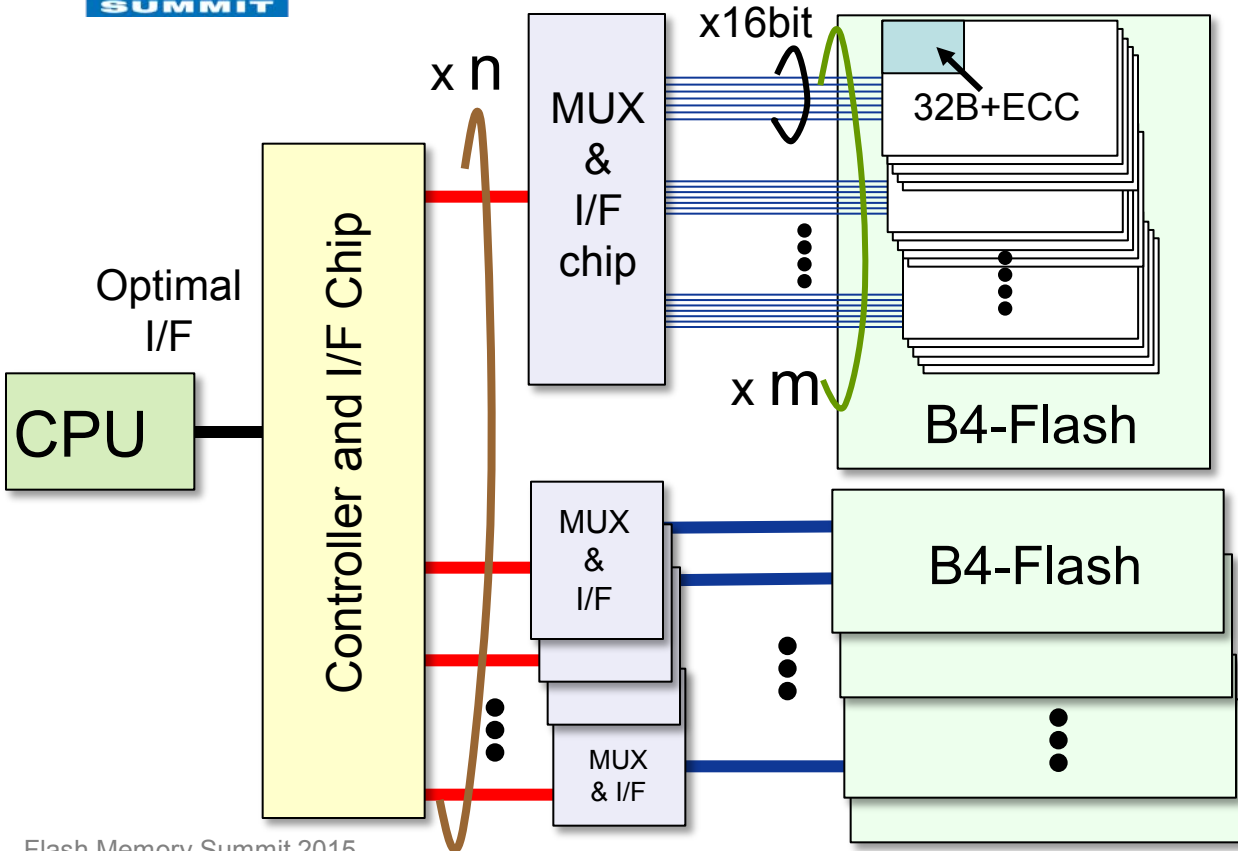 SUMMIT
x16bit
x n
MUX
&
I/F
chip
32B+ECC
Optimal
I/F
Controller and I/F Chip
CPU
x m
B4-Flash
MUX
&
I/F
B4-Flash
MUX
& I/F
Flash Memory Summit 2015